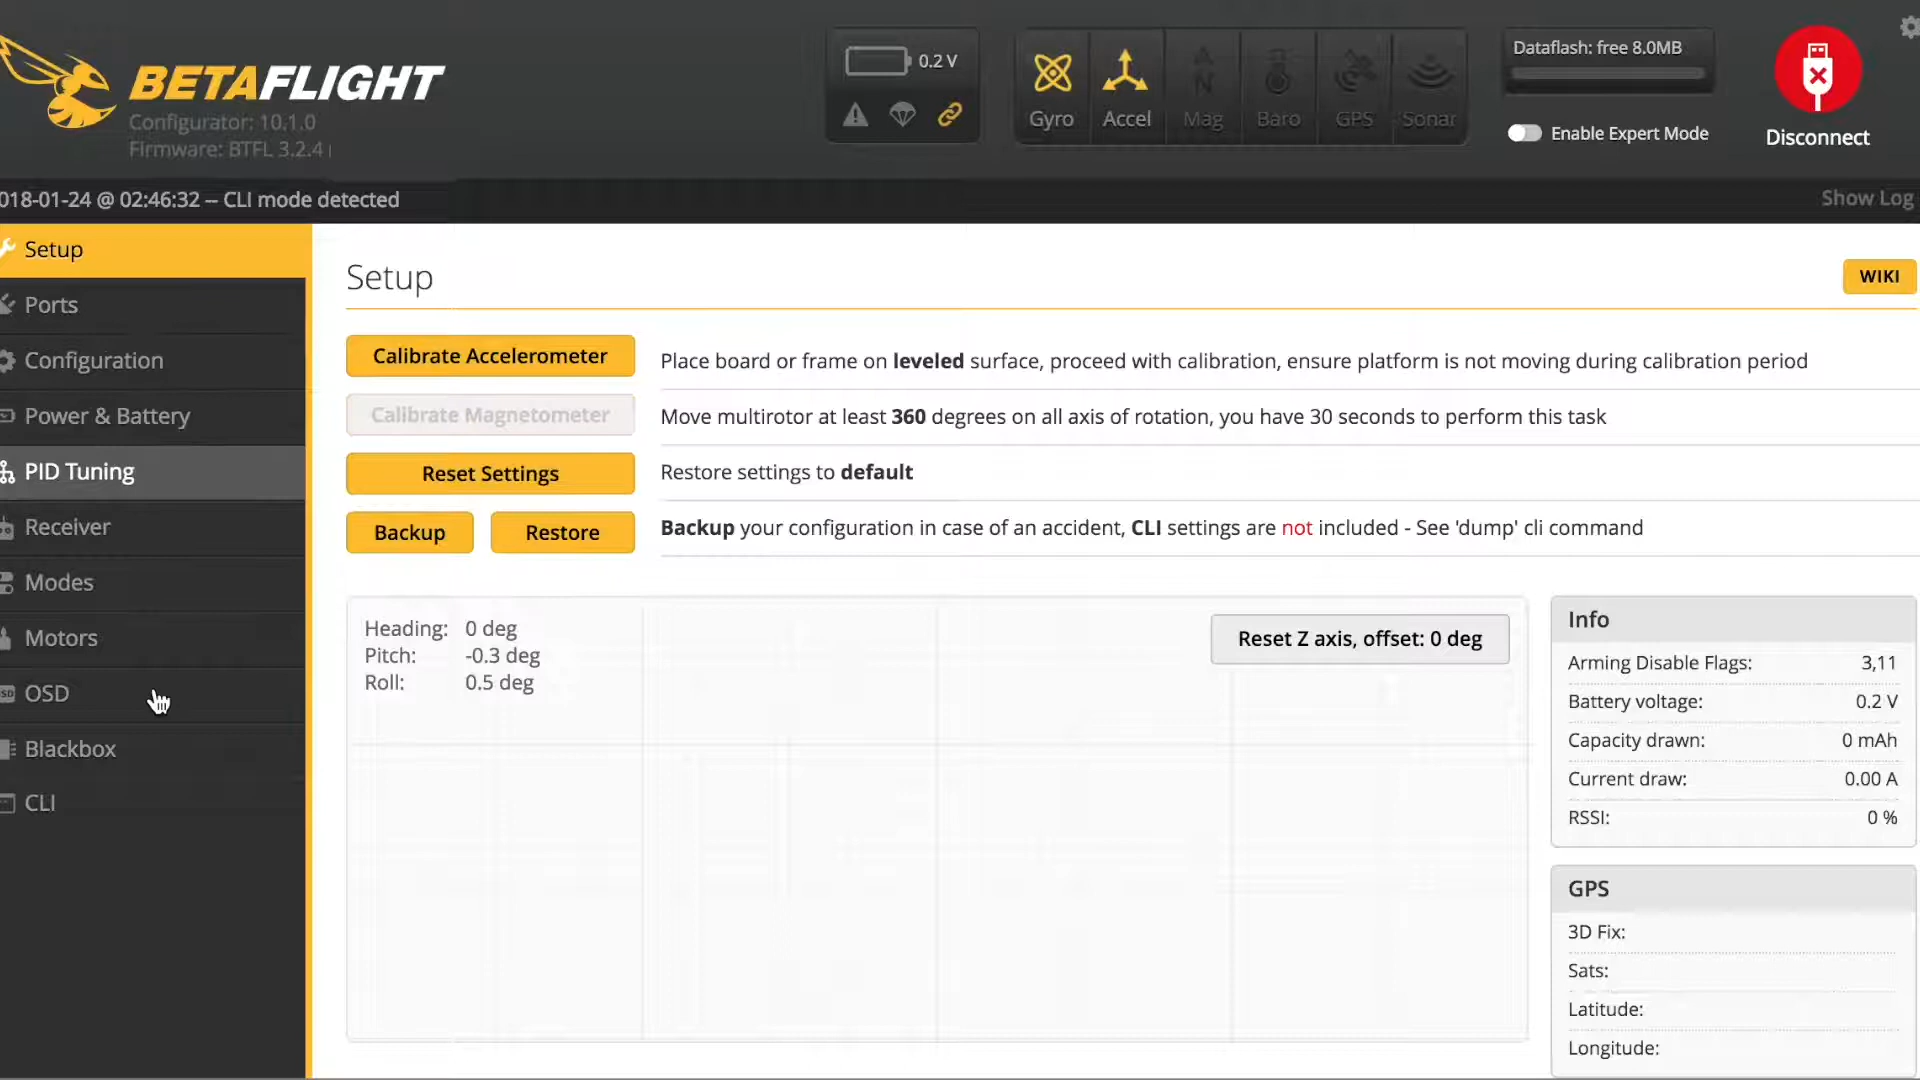 BETAFLIGHT
Configurator: 10.1.0
Firmware: BTFL 3.2.4
0.2 V
Gyro
Accel
Mag
Baro
GPS
Sonar
Dataflash: free 8.0MB
Enable Expert Mode
Disconnect
018-01-24 @ 02:46:32 -- CLI mode detected
Show Log
Setup
Ports
Configuration
Power & Battery
PID Tuning
Receiver
Modes
Motors
OSD
Blackbox
CLI
Setup
WIKI
Calibrate Accelerometer
Place board or frame on leveled surface, proceed with calibration, ensure platform is not moving during calibration period
Calibrate Magnetometer
Move multirotor at least 360 degrees on all axis of rotation, you have 30 seconds to perform this task
Reset Settings
Restore settings to default
Backup
Restore
Backup your configuration in case of an accident, CLI settings are not included - See 'dump' cli command
Heading: 0 deg
Pitch: -0.3 deg
Roll: 0.5 deg
Reset Z axis, offset: 0 deg
Info
Arming Disable Flags: 3,11
Battery voltage: 0.2 V
Capacity drawn: 0 mAh
Current draw: 0.00 A
RSSI: 0 %
GPS
3D Fix:
Sats:
Latitude:
Longitude: